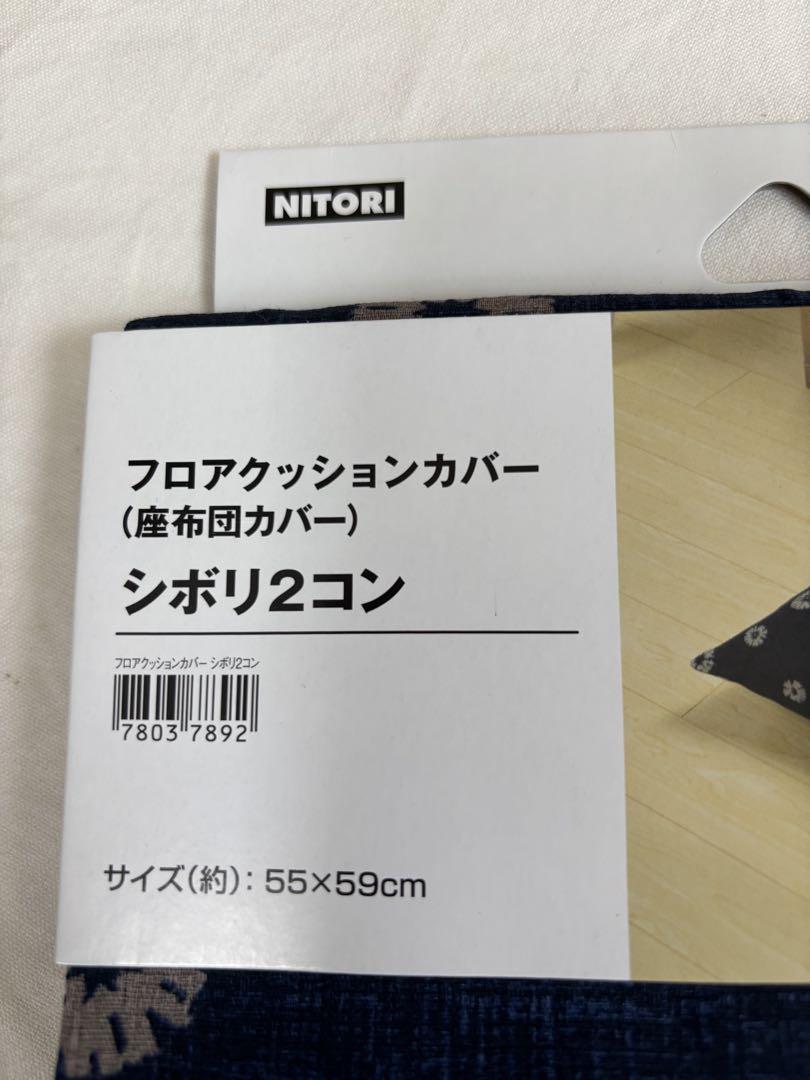 NITORI
フロアクッションカバー
(座布団カバー)
シボリ2コン
フロアクッションカバー シボリ2コン
7803 7892
サイズ(約)：55×59cm